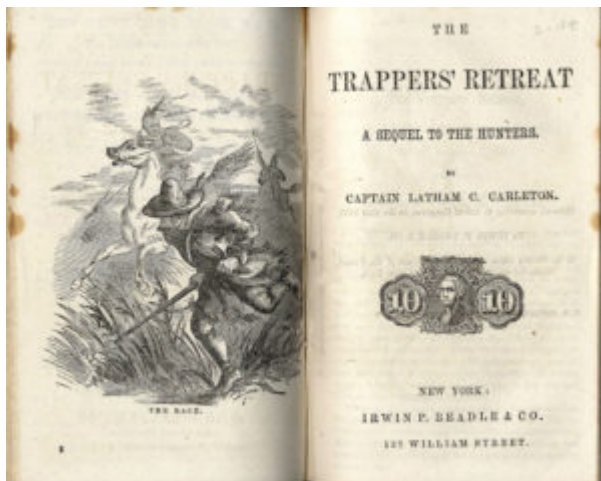 THE RACE.
THE
TRAPPERS' RETREAT
A SEQUEL TO THE HUNTERS.
BY
CAPTAIN LATHAM C. CARLETON.
10 10
NEW YORK:
IRWIN P. BEADLE & CO.
137 WILLIAM STREET.